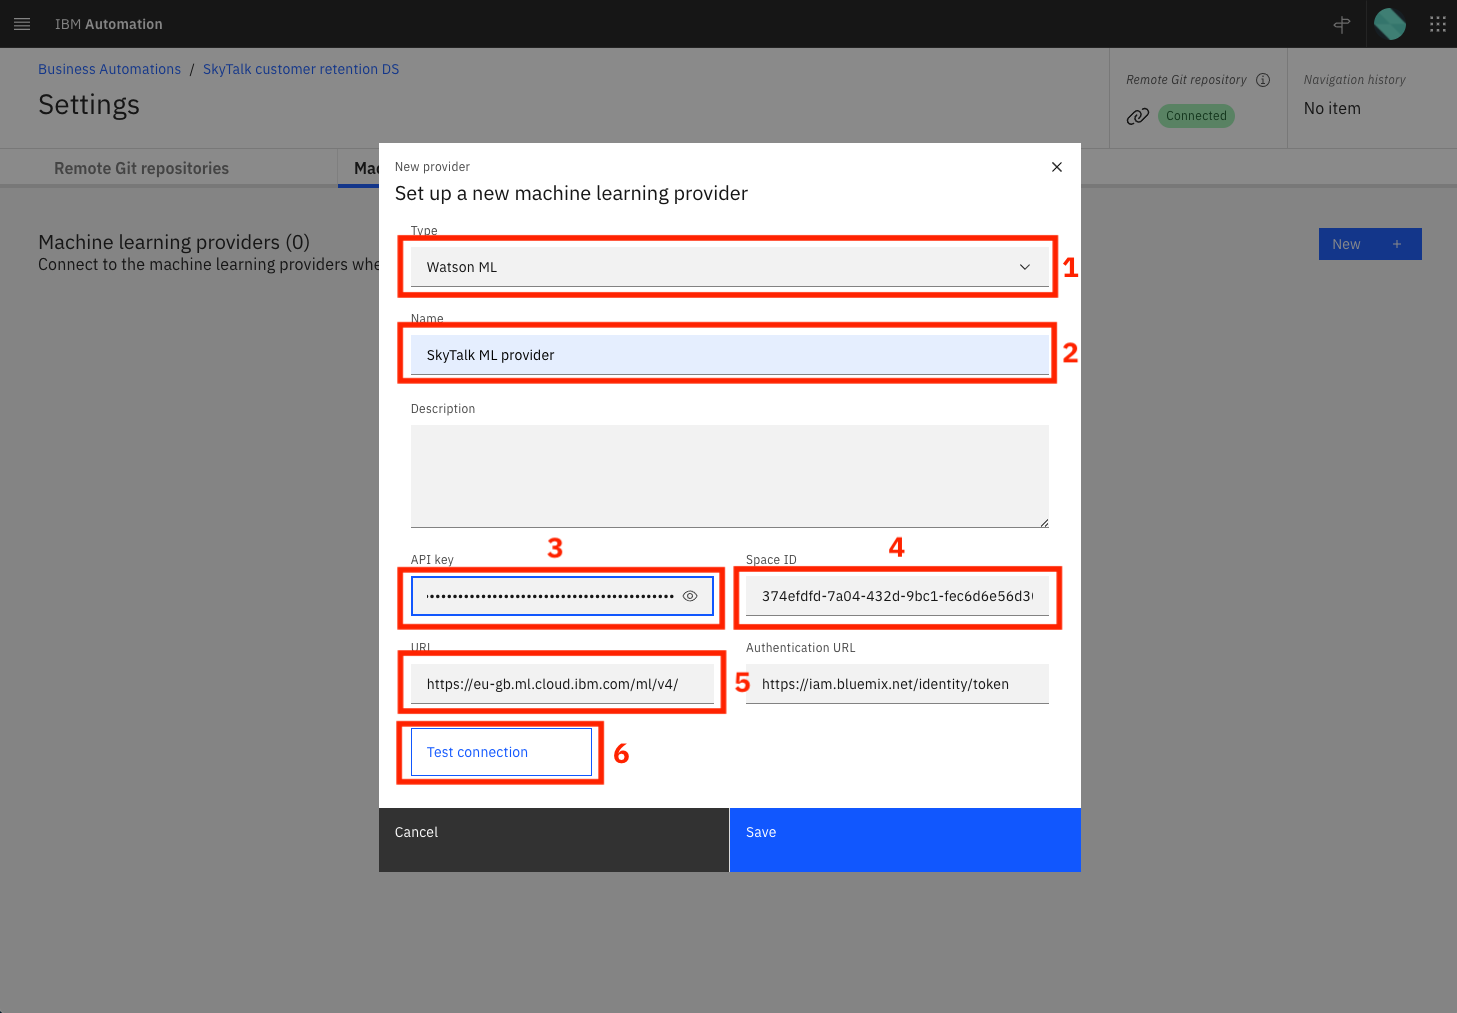 IBM Automation
Business Automations / SkyTalk customer retention DS
Settings
Remote Git repository
Connected
Navigation history
No item
Remote Git repositories
Machine learning providers (0)
Connect to the machine learning providers
New +
New provider
Set up a new machine learning provider
Type
Watson ML
1
Name
SkyTalk ML provider
2
Description
3
4
API key
Space ID
374efdfd-7a04-432d-9bc1-fec6d6e56d3
URL
Authentication URL
https://eu-gb.ml.cloud.ibm.com/ml/v4/
5
https://iam.bluemix.net/identity/token
Test connection
6
Cancel
Save